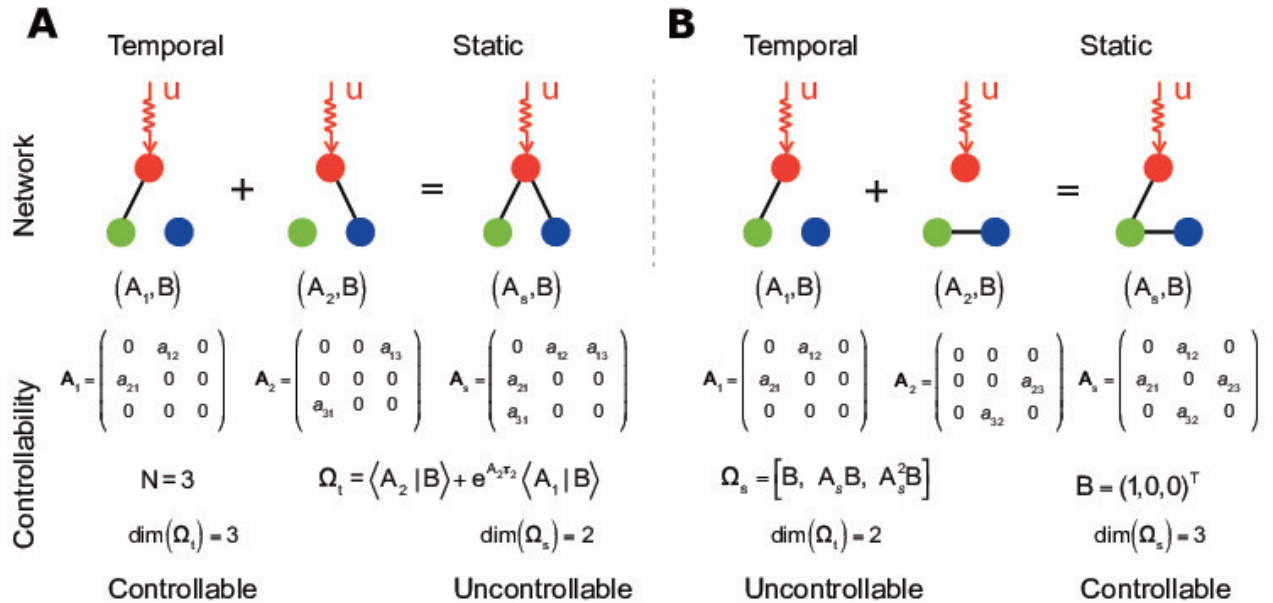 A
Temporal Static
u u u
Network
+ =
(A₁,B) (A₂,B) (Aₛ,B)
Controllability
A₁ = ( 0 a₁₂ 0
a₂₁ 0 0
0 0 0 )
A₂ = ( 0 0 a₁₃
0 0 0
a₃₁ 0 0 )
Aₛ = ( 0 a₁₂ a₁₃
a₂₁ 0 0
a₃₁ 0 0 )
N = 3 Ωₜ = ⟨A₂ | B⟩ + e^{A₂τ₂} ⟨A₁ | B⟩
dim(Ωₜ) = 3 dim(Ωₛ) = 2
Controllable Uncontrollable
B
Temporal Static
u u u
+ =
(A₁,B) (A₂,B) (Aₛ,B)
A₁ = ( 0 a₁₂ 0
a₂₁ 0 0
0 0 0 )
A₂ = ( 0 0 0
0 0 a₂₃
0 a₃₂ 0 )
Aₛ = ( 0 a₁₂ 0
a₂₁ 0 a₂₃
0 a₃₂ 0 )
Ωₛ = [B, AₛB, Aₛ²B] B = (1,0,0)ᵀ
dim(Ωₜ) = 2 dim(Ωₛ) = 3
Uncontrollable Controllable